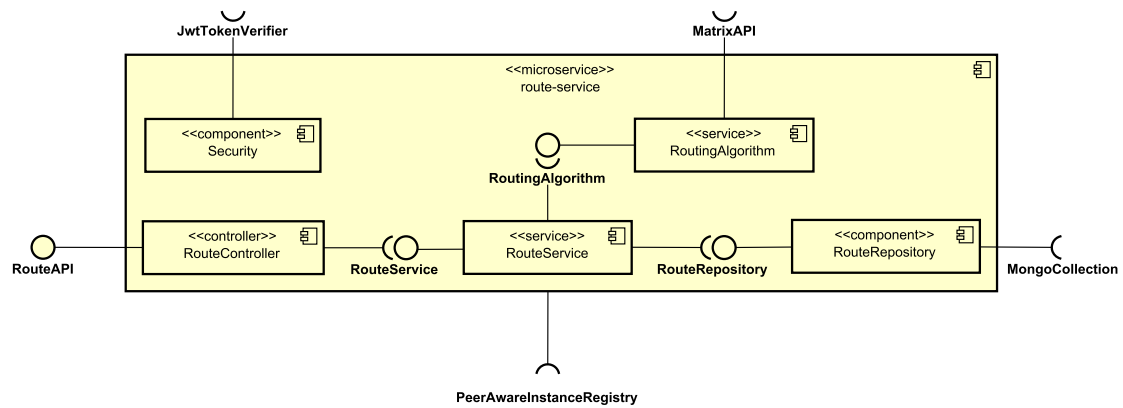 JwtTokenVerifier
MatrixAPI
<<microservice>>
route-service
<<component>>
Security
<<service>>
RoutingAlgorithm
RoutingAlgorithm
<<controller>>
RouteController
<<service>>
RouteService
<<component>>
RouteRepository
RouteAPI
RouteService
RouteRepository
MongoCollection
PeerAwareInstanceRegistry